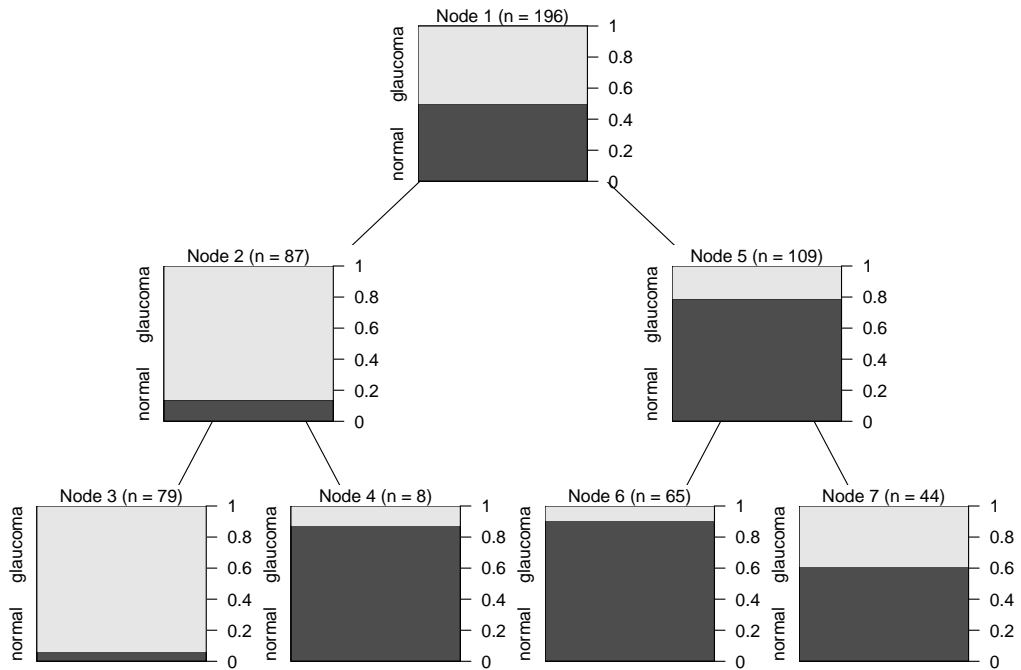 Node 1 (n = 196)
glaucoma
normal
1
0.8
0.6
0.4
0.2
0
Node 2 (n = 87)
glaucoma
normal
1
0.8
0.6
0.4
0.2
0
Node 5 (n = 109)
glaucoma
normal
1
0.8
0.6
0.4
0.2
0
Node 3 (n = 79)
glaucoma
normal
1
0.8
0.6
0.4
0.2
0
Node 4 (n = 8)
glaucoma
normal
1
0.8
0.6
0.4
0.2
0
Node 6 (n = 65)
glaucoma
normal
1
0.8
0.6
0.4
0.2
0
Node 7 (n = 44)
glaucoma
normal
1
0.8
0.6
0.4
0.2
0